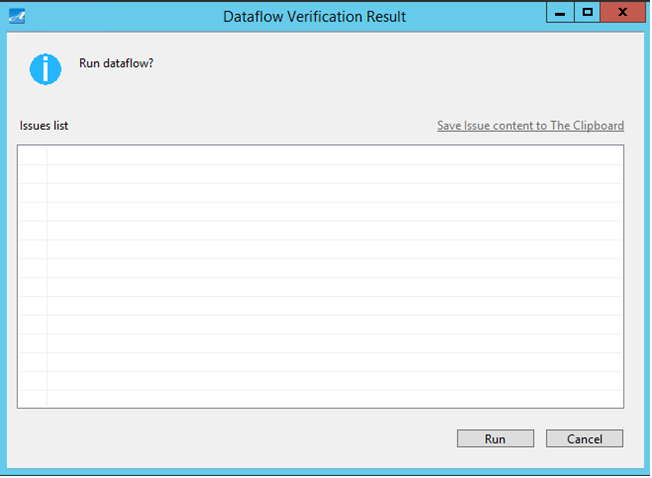 Dataflow Verification Result
Run dataflow?
Issues list
Save Issue content to The Clipboard
Run
Cancel